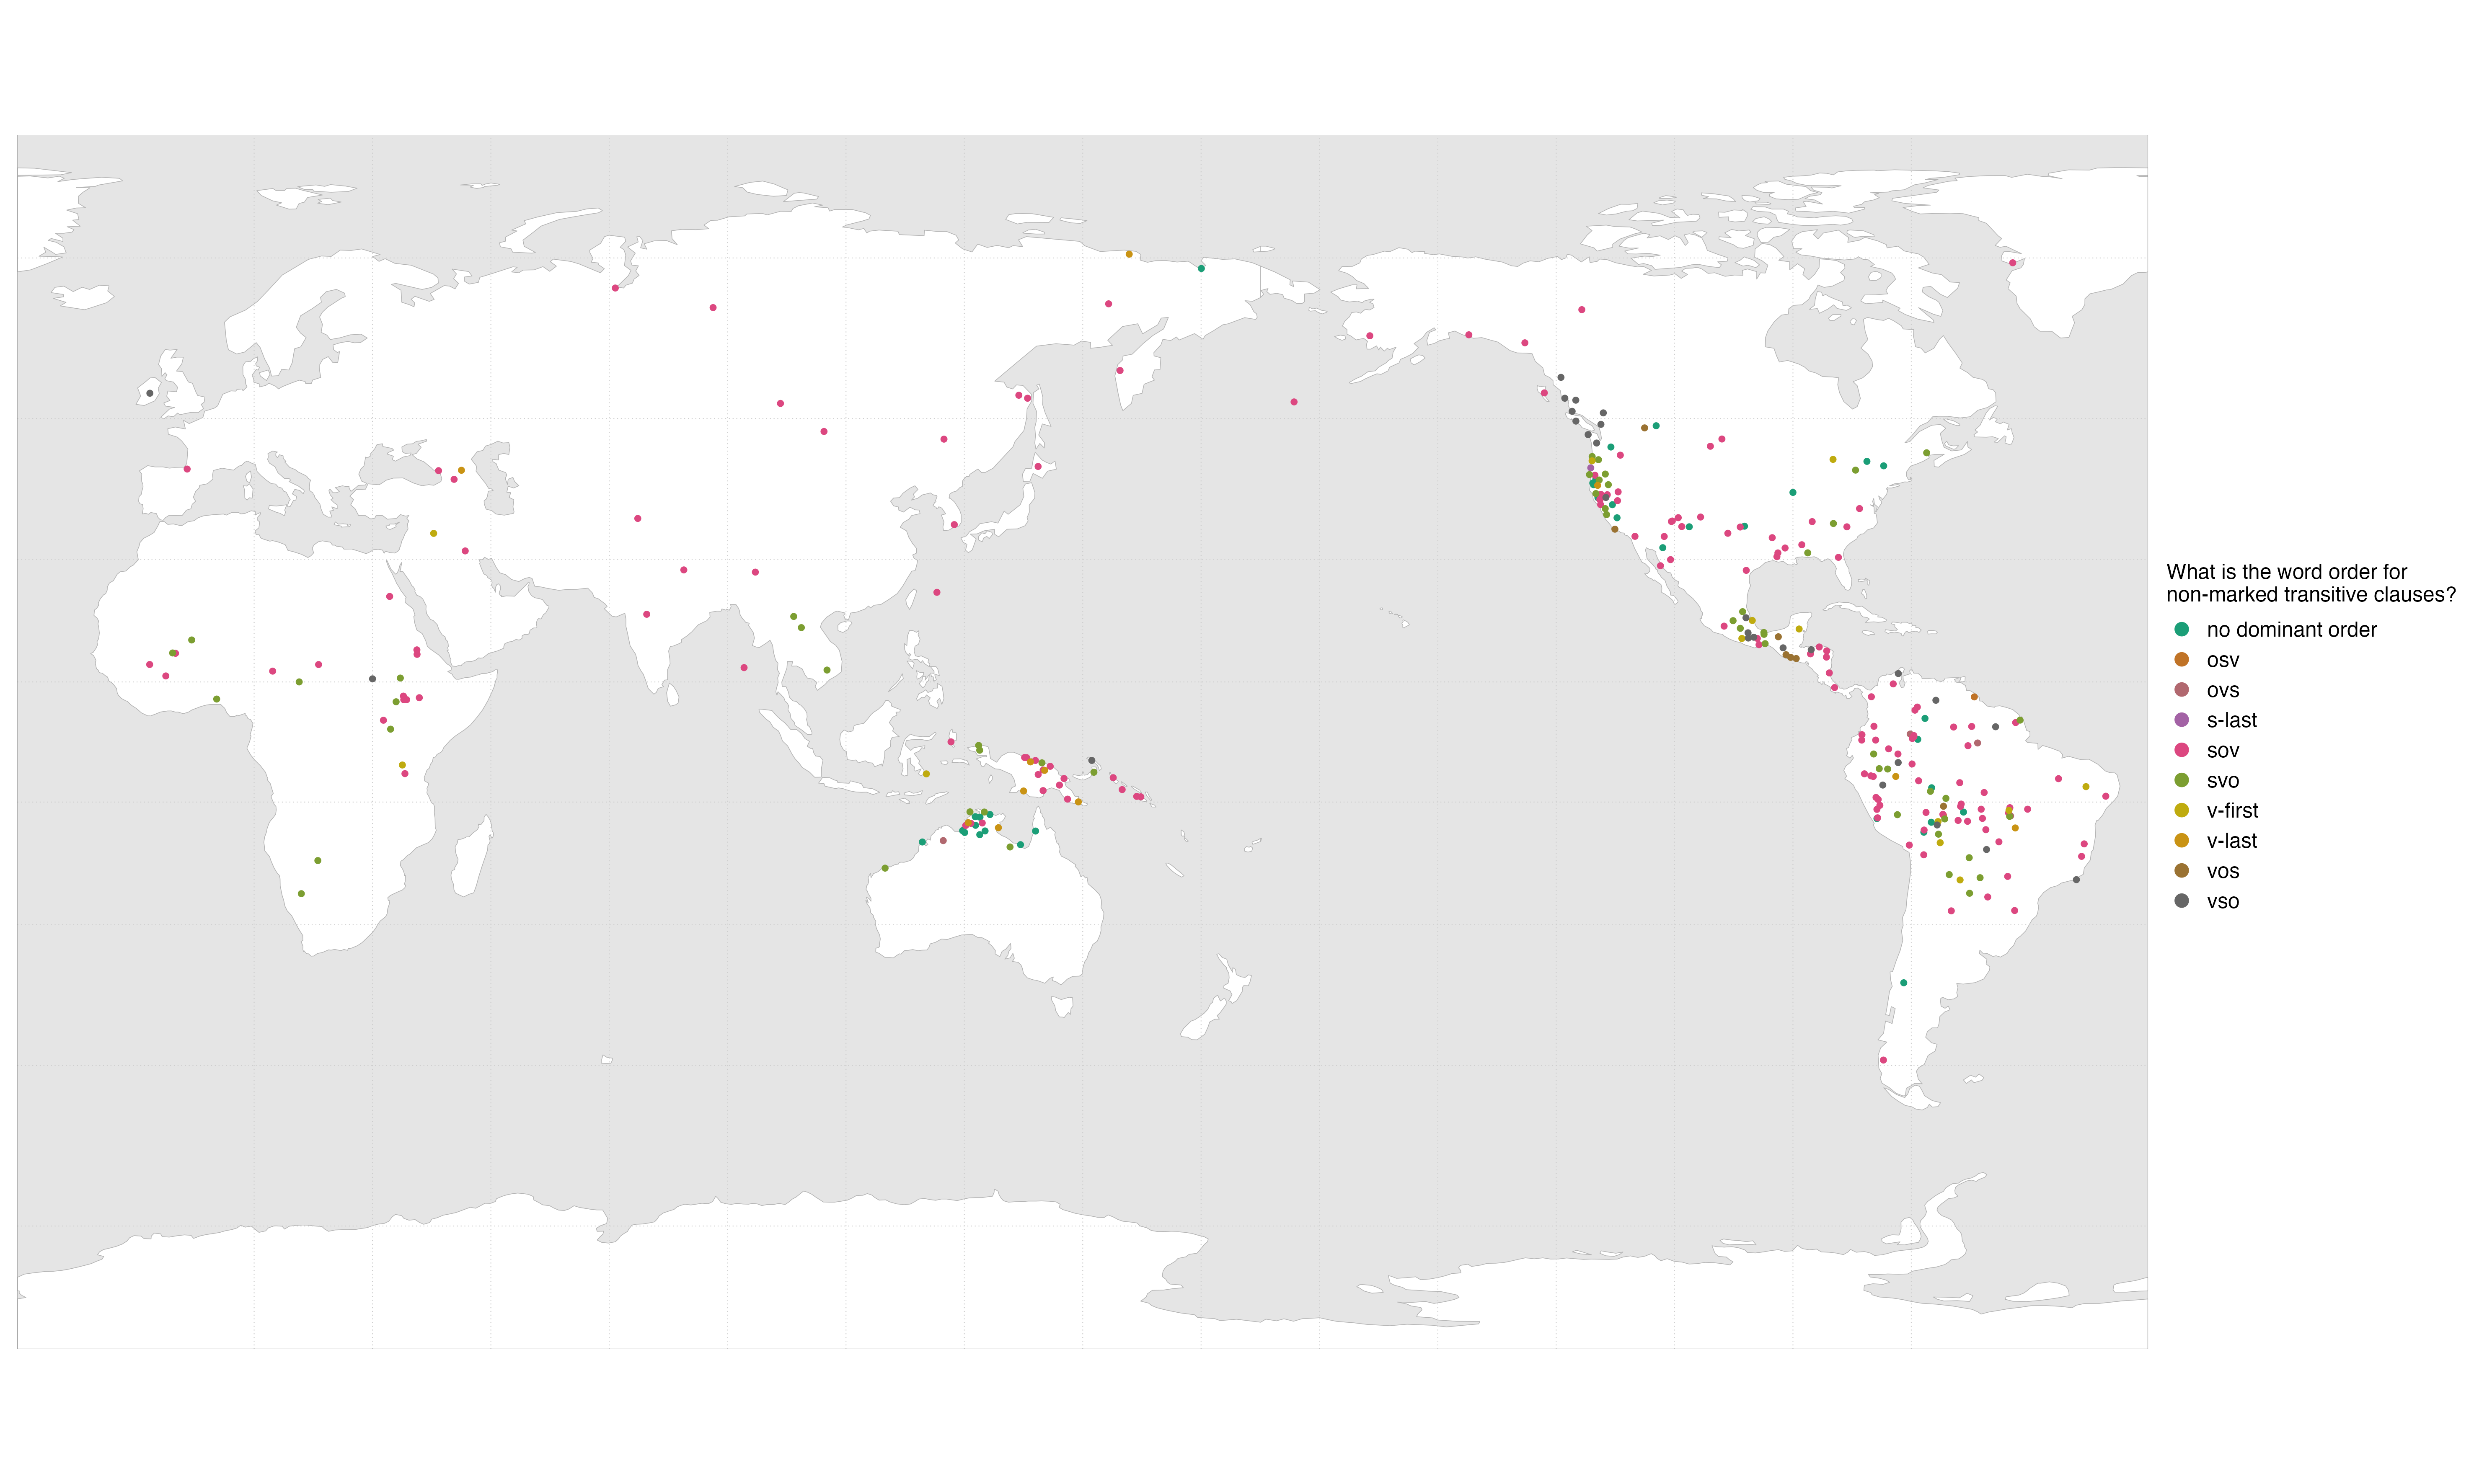 What is the word order for
non-marked transitive clauses?
no dominant order
osv
ovs
s-last
sov
svo
v-first
v-last
vos
vso